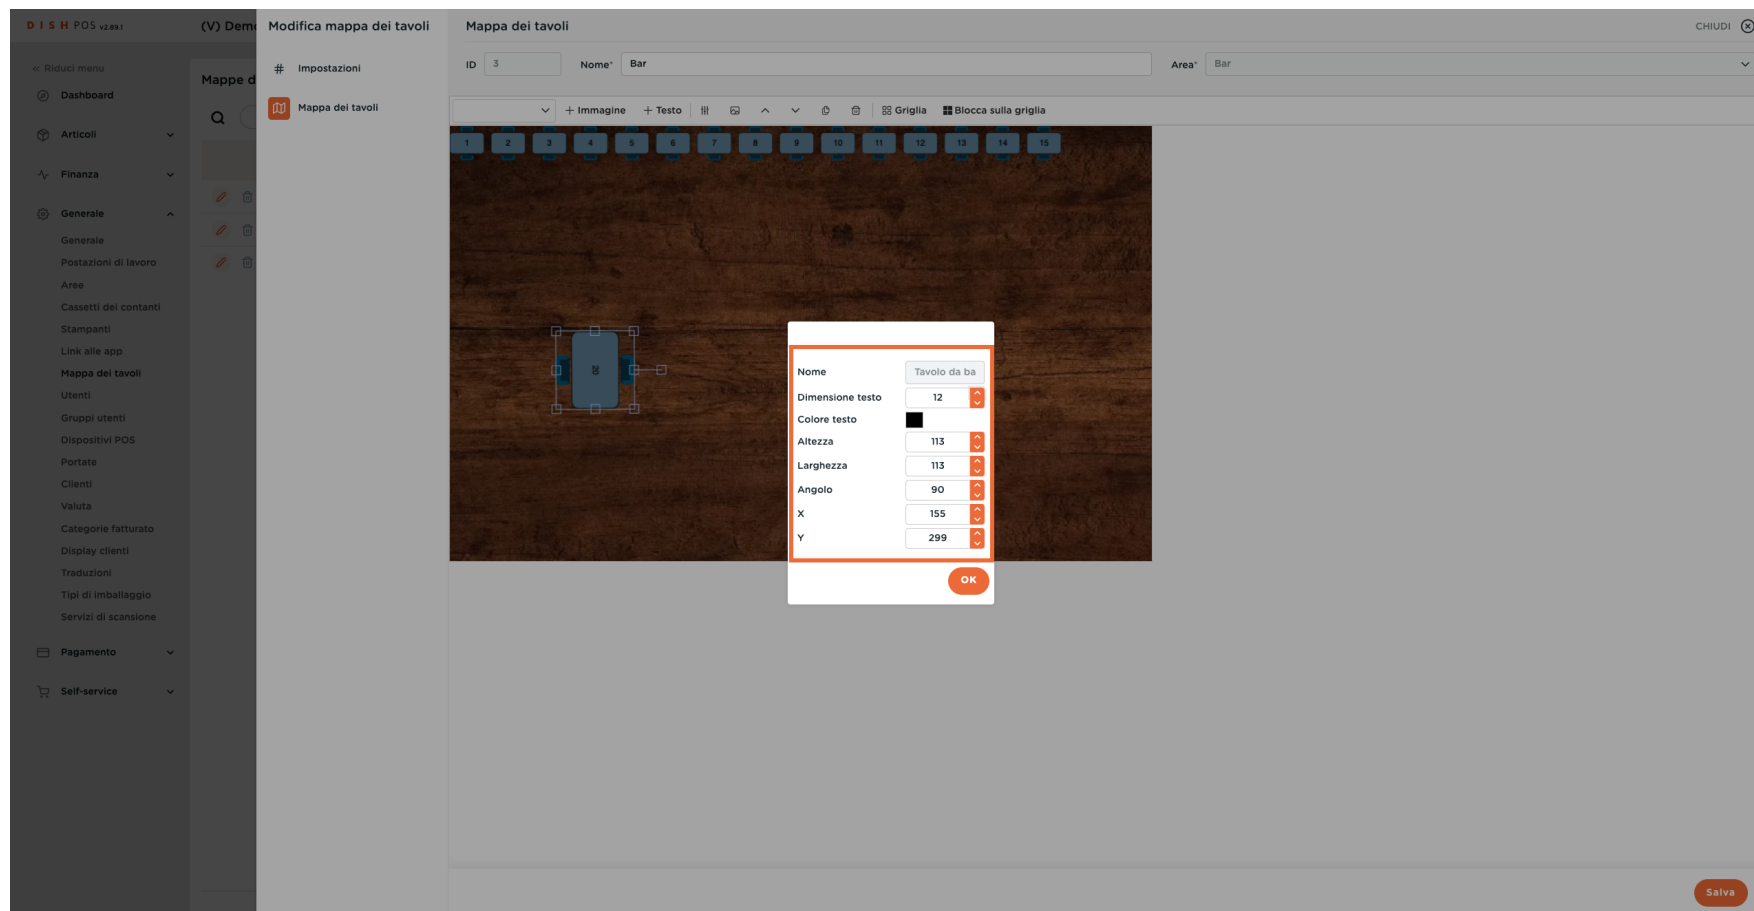 DISH POS v2.89.1
(V) Dem
« Riduci menu
Dashboard
Articoli
Finanza
Generale
Generale
Postazioni di lavoro
Aree
Cassetti dei contanti
Stampanti
Link alle app
Mappa dei tavoli
Utenti
Gruppi utenti
Dispositivi POS
Portate
Clienti
Valuta
Categorie fatturato
Display clienti
Traduzioni
Tipi di imballaggio
Servizi di scansione
Pagamento
Self-service
Mappe d
Modifica mappa dei tavoli
# Impostazioni
Mappa dei tavoli
Mappa dei tavoli
CHIUDI
ID 3 Nome* Bar Area* Bar
+ Immagine + Testo Griglia Blocca sulla griglia
1 2 3 4 5 6 7 8 9 10 11 12 13 14 15
20
Nome Tavolo da ba
Dimensione testo 12
Colore testo
Altezza 113
Larghezza 113
Angolo 90
X 155
Y 299
OK
Salva